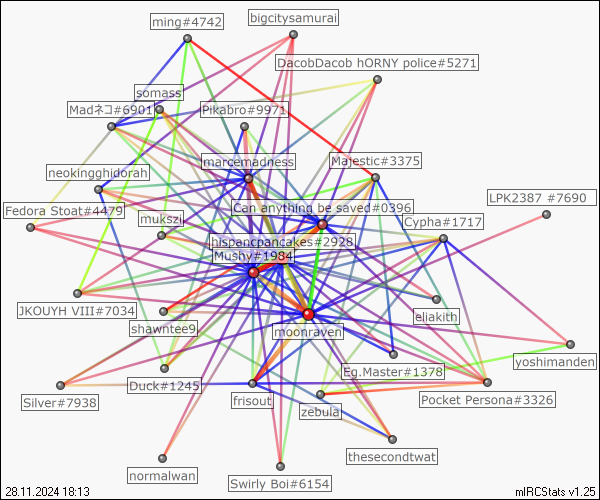 ming#4742
bigcitysamurai
DacobDacob hORNY police#5271
somass
Madネコ#6901
Pikabro#9971
marcemadness
Majestic#3375
neokingghidorah
LPK2387 #7690
Can anything be saved#0396
Fedora Stoat#4479
mukszil
Cypha#1717
hispancpancakes#2928
Mushy#1984
JKOUYH VIII#7034
eliakith
shawntee9
moonraven
yoshimanden
Eg.Master#1378
Duck#1245
Silver#7938
frisout
Pocket Persona#3326
zebula
thesecondtwat
normalwan
Swirly Boi#6154
28.11.2024 18:13
mIRCStats v1.25